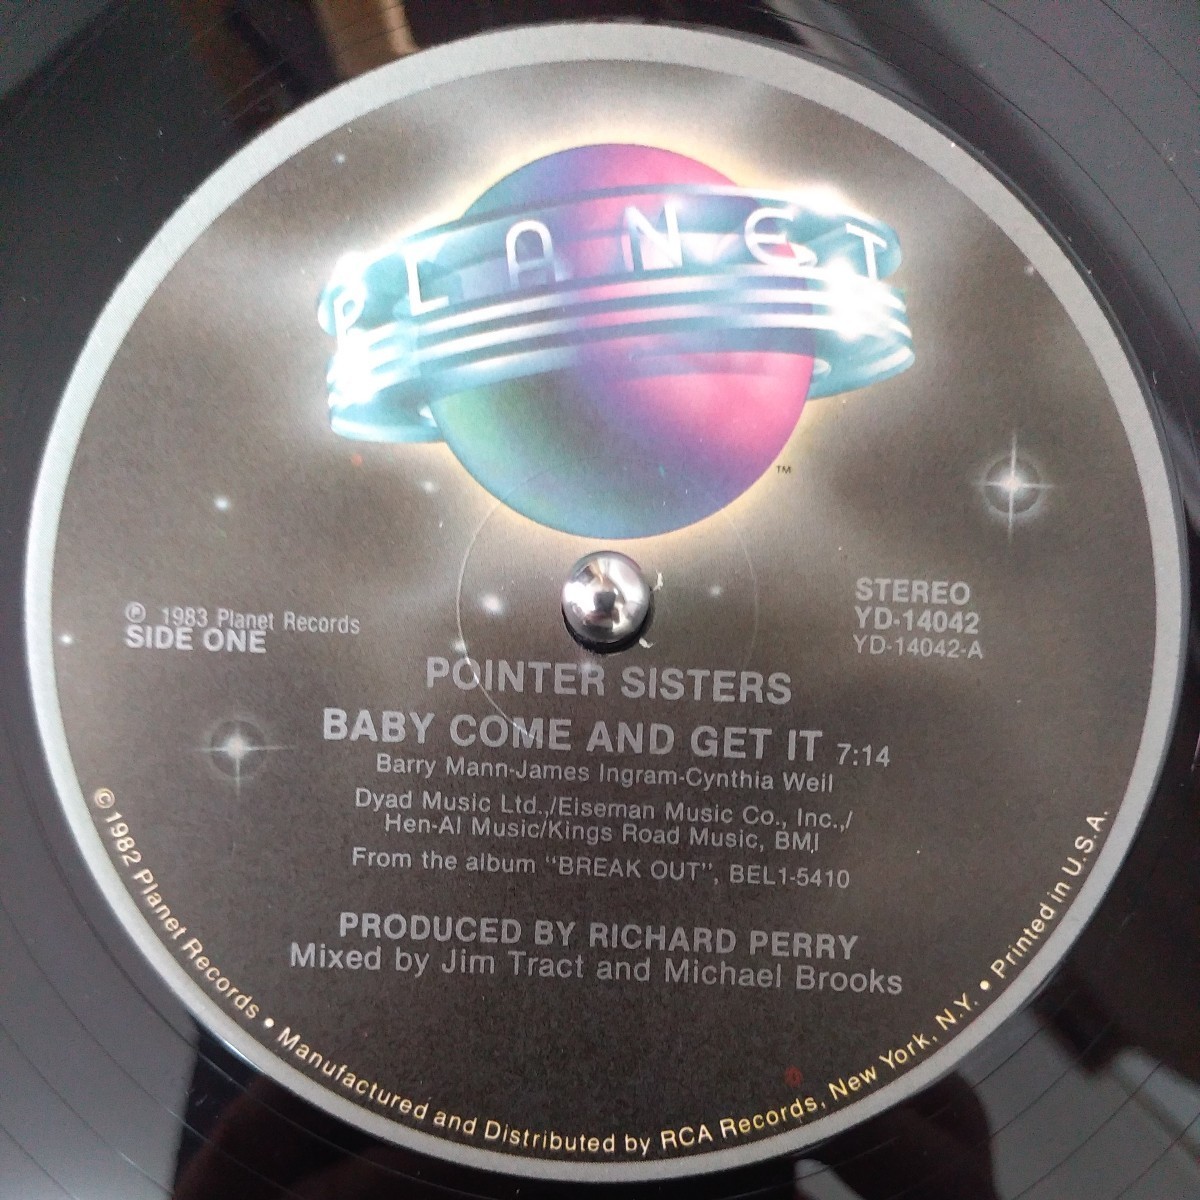 PLANET
TM
℗ 1983 Planet Records
SIDE ONE
STEREO
YD-14042
YD-14042-A
POINTER SISTERS
BABY COME AND GET IT 7:14
Barry Mann-James Ingram-Cynthia Weil
Dyad Music Ltd.,/Eiseman Music Co., Inc.,/
Hen-Al Music/Kings Road Music, BMI
From the album "BREAK OUT", BEL1-5410
PRODUCED BY RICHARD PERRY
Mixed by Jim Tract and Michael Brooks
©1982 Planet Records • Manufactured and Distributed by RCA Records, New York, N.Y. • Printed in U.S.A.